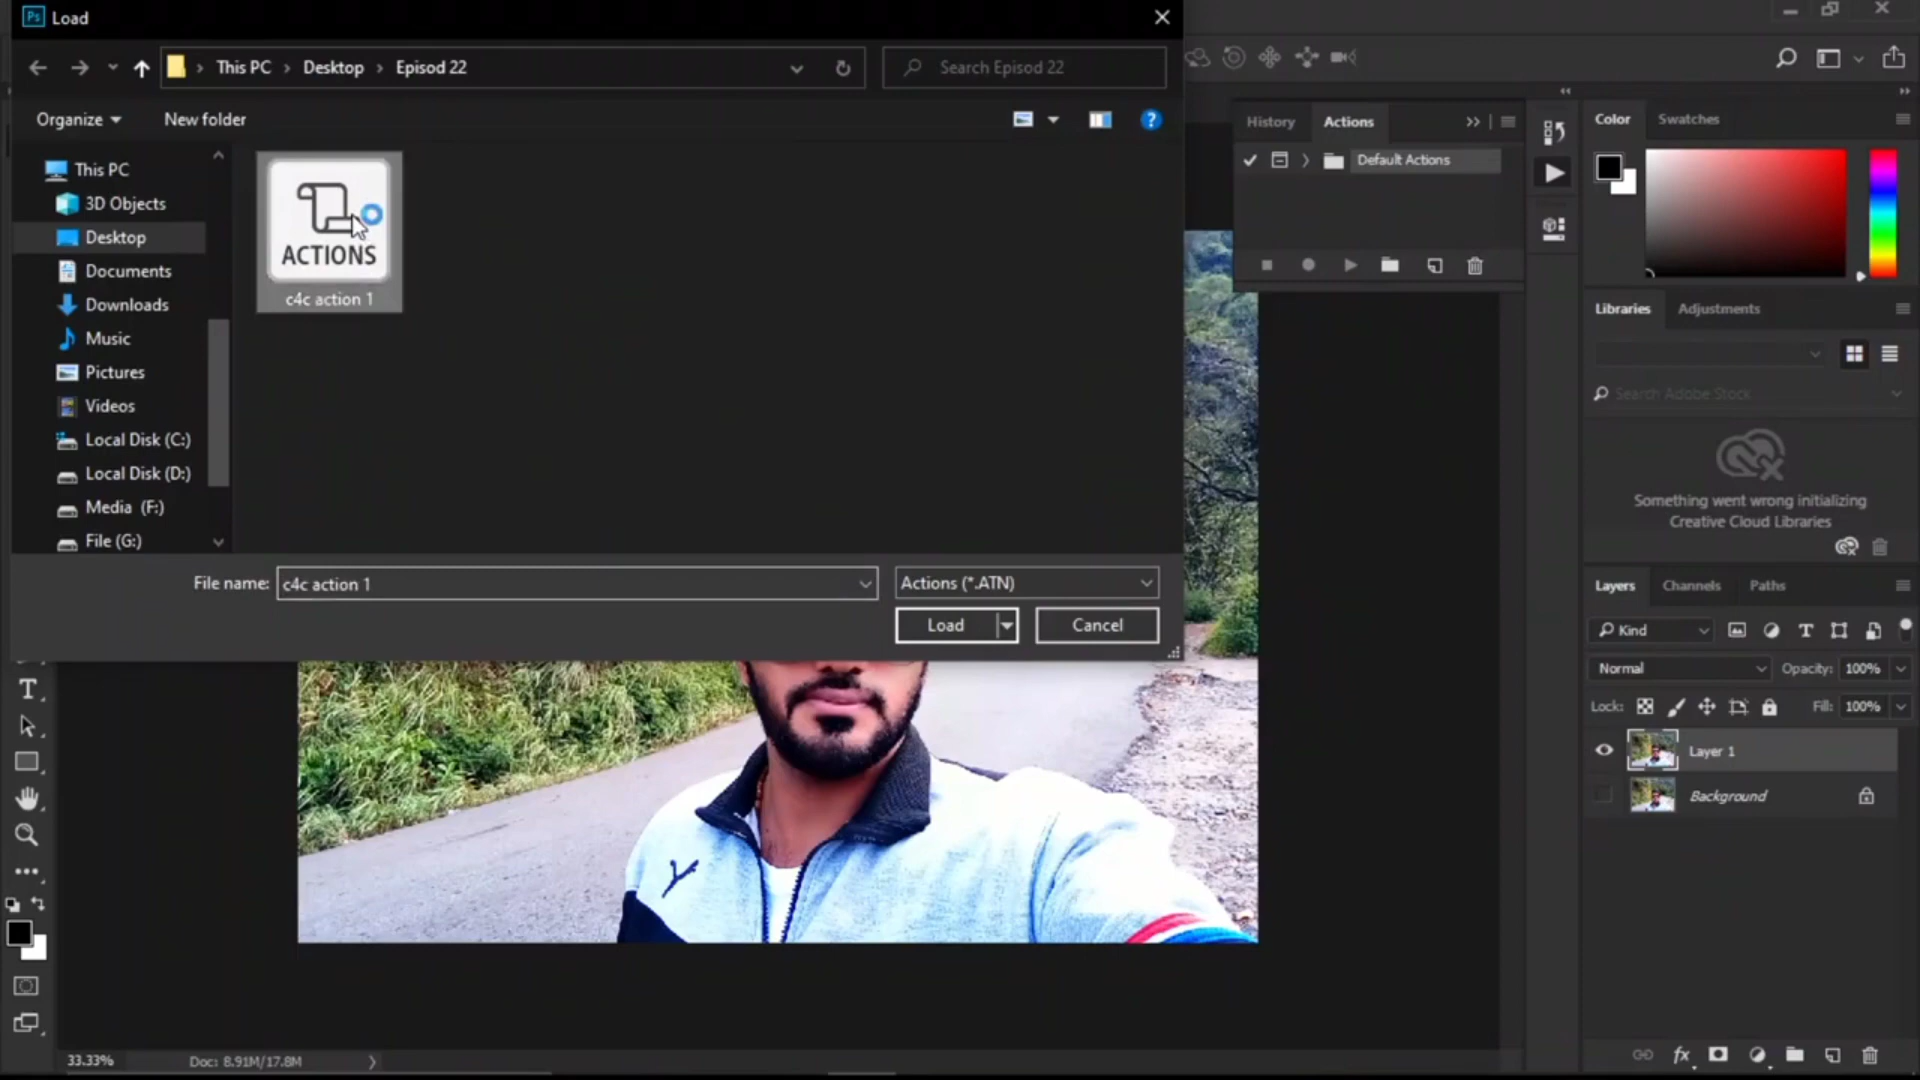 Ps Load
This PC Desktop Episod 22
Search Episod 22
Organize New folder
This PC
3D Objects
Desktop
Documents
Downloads
Music
Pictures
Videos
Local Disk (C:)
Local Disk (D:)
Media (F:)
File (G:)
ACTIONS
c4c action 1
File name: c4c action 1
Actions (*.ATN)
Load Cancel
History Actions
Default Actions
Color Swatches
Libraries Adjustments
Search Adobe Stock
Something went wrong initializing
Creative Cloud Libraries
Layers Channels Paths
Kind
Normal Opacity: 100%
Lock: Fill: 100%
Layer 1
Background
33.33% Doc: 8.91M/17.8M